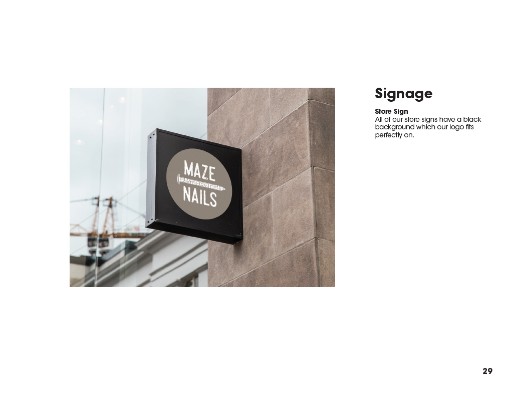 MAZE
NAILS
Signage
Store Sign
All of our store signs have a black
background which our logo fits
perfectly on.
29